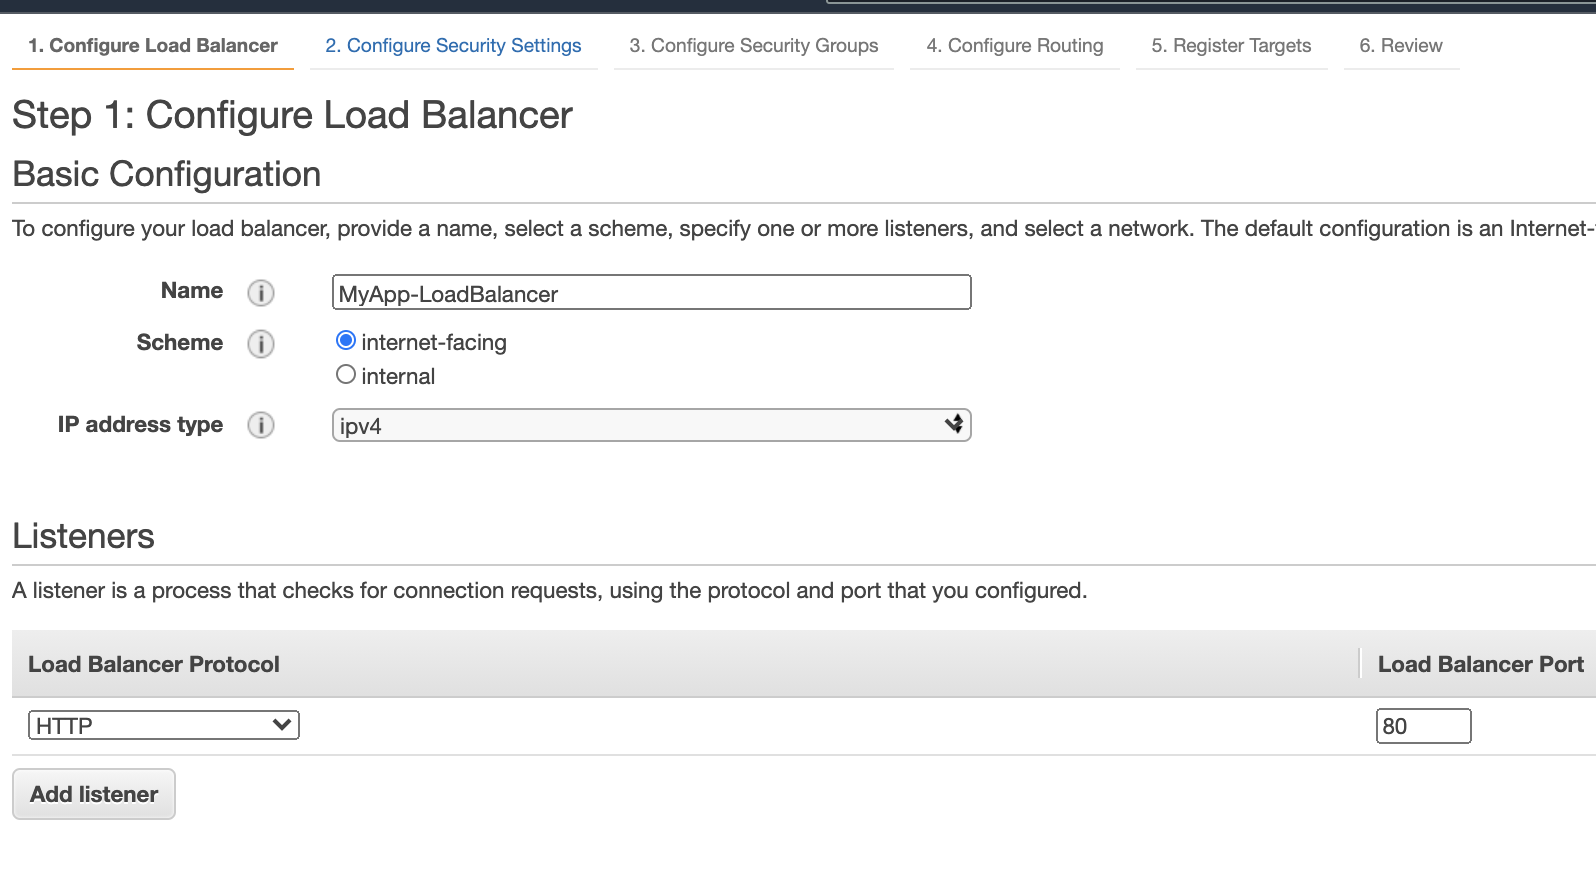 1. Configure Load Balancer 2. Configure Security Settings 3. Configure Security Groups 4. Configure Routing 5. Register Targets 6. Review
Step 1: Configure Load Balancer
Basic Configuration
To configure your load balancer, provide a name, select a scheme, specify one or more listeners, and select a network. The default configuration is an Internet-
Name MyApp-LoadBalancer
Scheme internet-facing
internal
IP address type ipv4
Listeners
A listener is a process that checks for connection requests, using the protocol and port that you configured.
Load Balancer Protocol Load Balancer Port
HTTP 80
Add listener